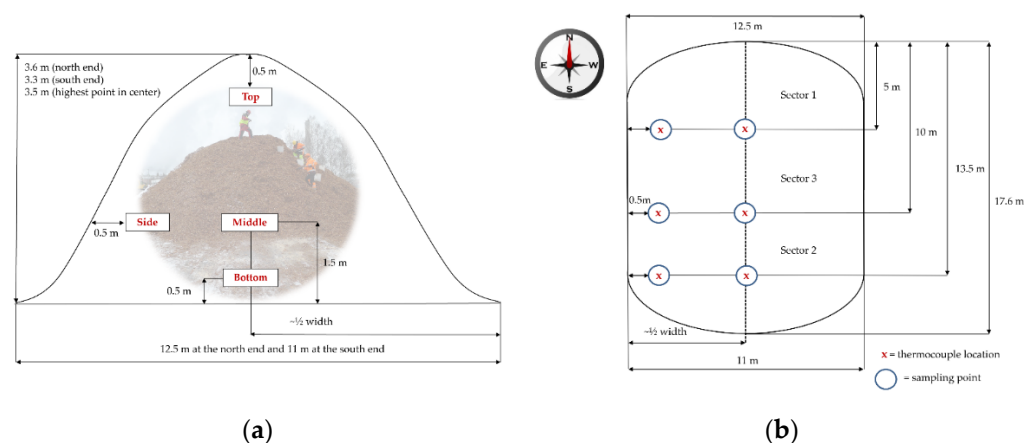 3.6 m (north end)
3.3 m (south end)
3.5 m (highest point in center)
0.5 m
Top
Side
Middle
0.5 m
1.5 m
Bottom
0.5 m
~½ width
12.5 m at the north end and 11 m at the south end
(a)
N
E
W
S
12.5 m
Sector 1
5 m
x
x
10 m
13.5 m
Sector 3
17.6 m
0.5m
x
x
Sector 2
x
x
~½ width
11 m
x = thermocouple location
= sampling point
(b)